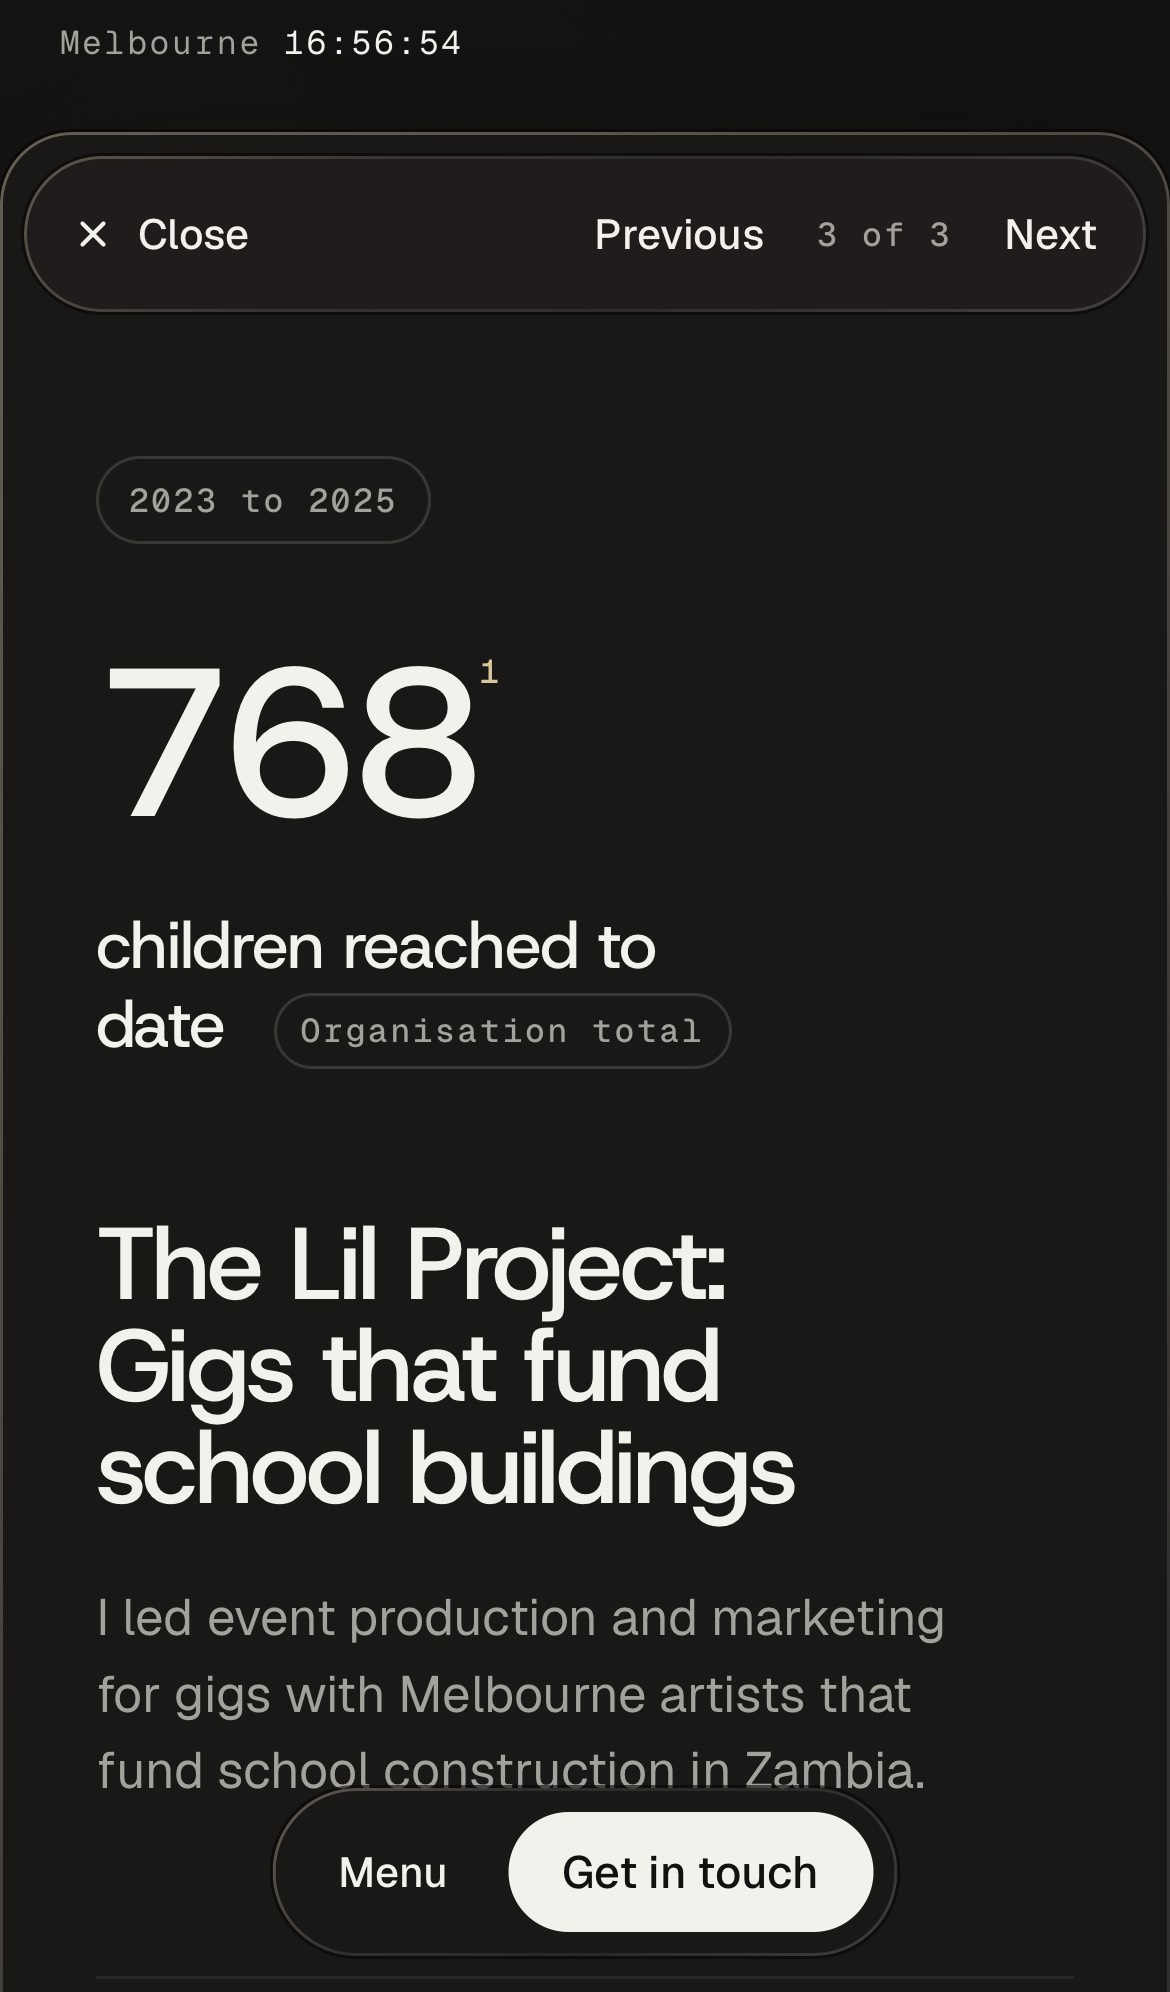 Melbourne 16:56:54
× Close Previous 3 of 3 Next
2023 to 2025
768¹
children reached to
date Organisation total
The Lil Project:
Gigs that fund
school buildings
I led event production and marketing
for gigs with Melbourne artists that
fund school construction in Zambia.
Menu Get in touch